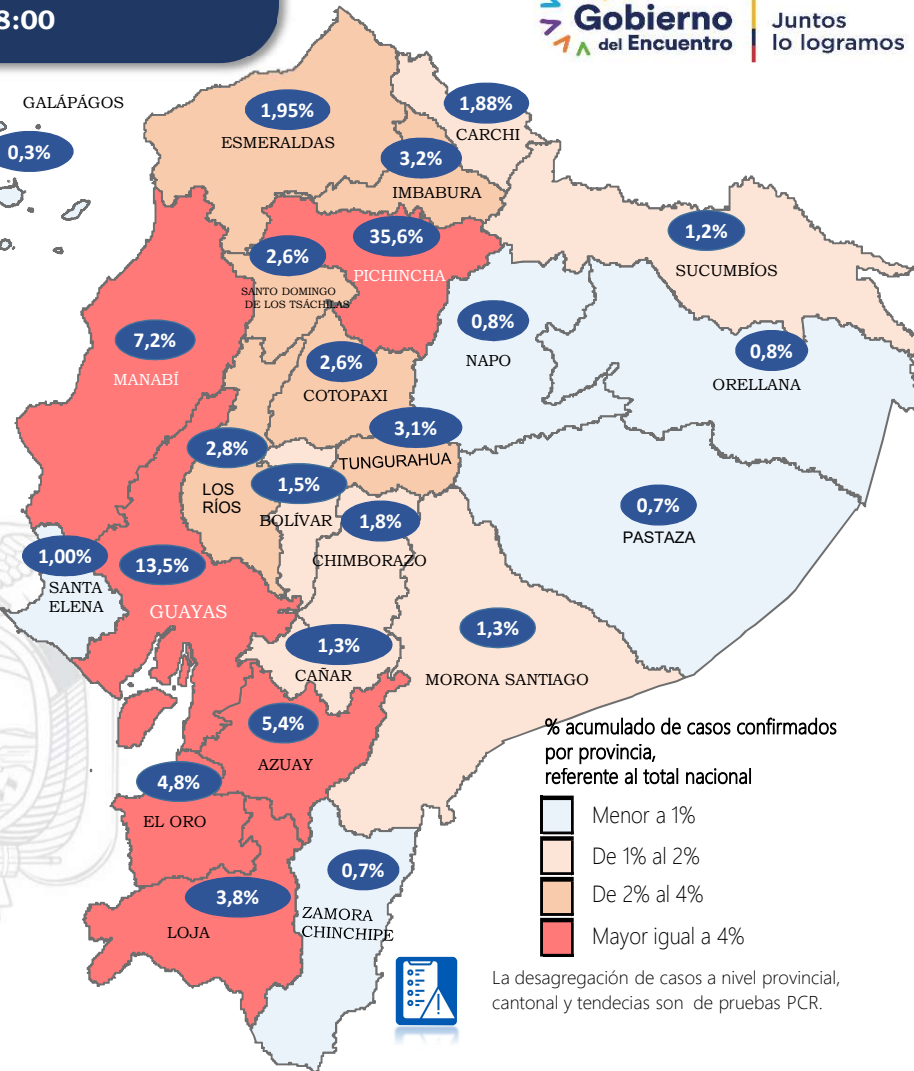 8:00
Gobierno
del Encuentro
Juntos
lo logramos
GALÁPÁGOS
0,3%
1,95%
ESMERALDAS
1,88%
CARCHI
3,2%
IMBABURA
35,6%
PICHINCHA
2,6%
SANTO DOMINGO
DE LOS TSÁCHILAS
1,2%
SUCUMBÍOS
7,2%
MANABÍ
0,8%
NAPO
0,8%
ORELLANA
2,6%
COTOPAXI
3,1%
TUNGURAHUA
2,8%
LOS
RÍOS
1,5%
BOLÍVAR
1,8%
CHIMBORAZO
0,7%
PASTAZA
1,00%
SANTA
ELENA
13,5%
GUAYAS
1,3%
CAÑAR
1,3%
MORONA SANTIAGO
5,4%
AZUAY
4,8%
EL ORO
3,8%
LOJA
0,7%
ZAMORA
CHINCHIPE
% acumulado de casos confirmados
por provincia,
referente al total nacional
Menor a 1%
De 1% al 2%
De 2% al 4%
Mayor igual a 4%
La desagregación de casos a nivel provincial,
cantonal y tendecias son de pruebas PCR.